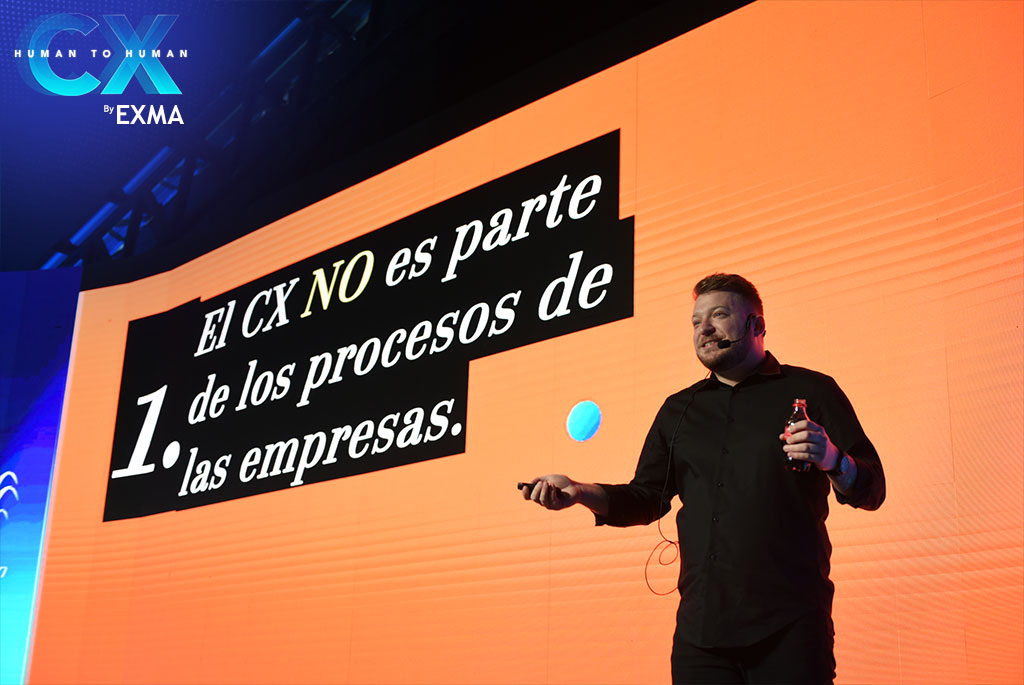 CX
HUMAN TO HUMAN
By EXMA
1. El CX NO es parte
de los procesos de
las empresas.